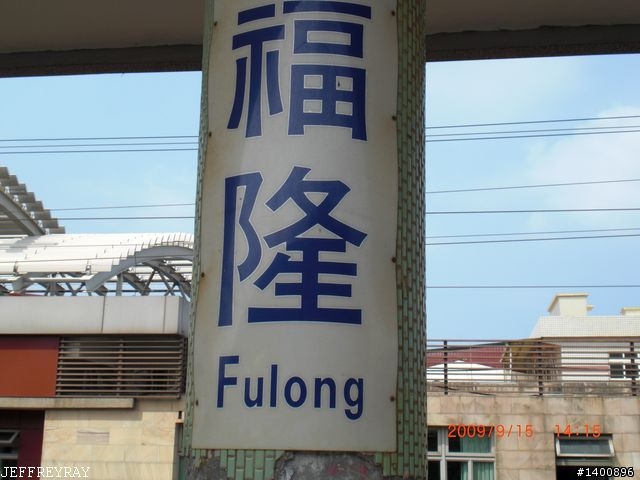 福
隆
Fulong
2009/9/15 14:15
JEFFREYRAY
#1400896